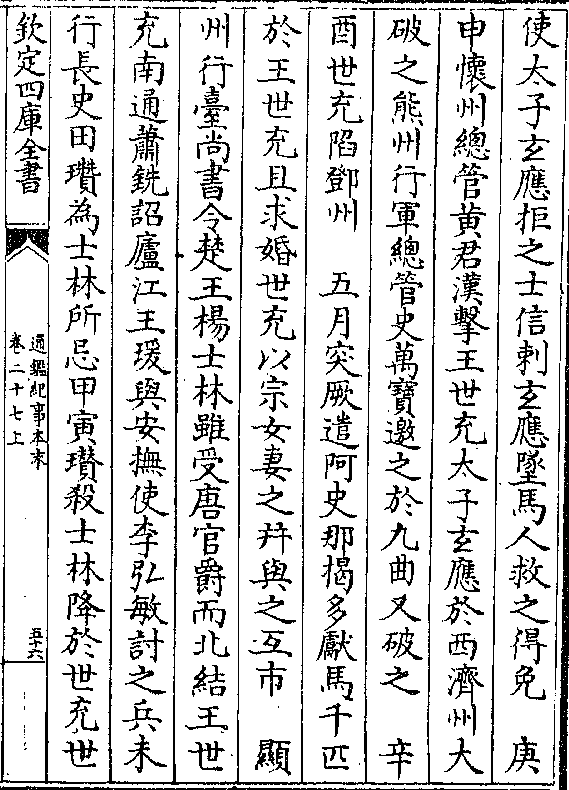 使太子玄應拒之士信刺玄應墜馬人救之得免　庚
申懷州總管黄君漢擊王世充太子玄應於西濟州大
破之熊州行軍總管史萬寶邀之於九曲又破之　辛
酉世充陷鄧州　五月突厥遣阿史那揭多獻馬千匹
於王世充且求婚世充以宗女妻之并與之互市　顯
州行臺尚書令楚王楊士林雖受唐官爵而北結王世
充南通蕭銑詔廬江王瑗與安撫使李弘敏討之兵未
行長史田瓚為士林所忌甲寅瓚殺士林降於世充世
欽定四庫全書
通鑑紀事本末
卷二十七上
五十六